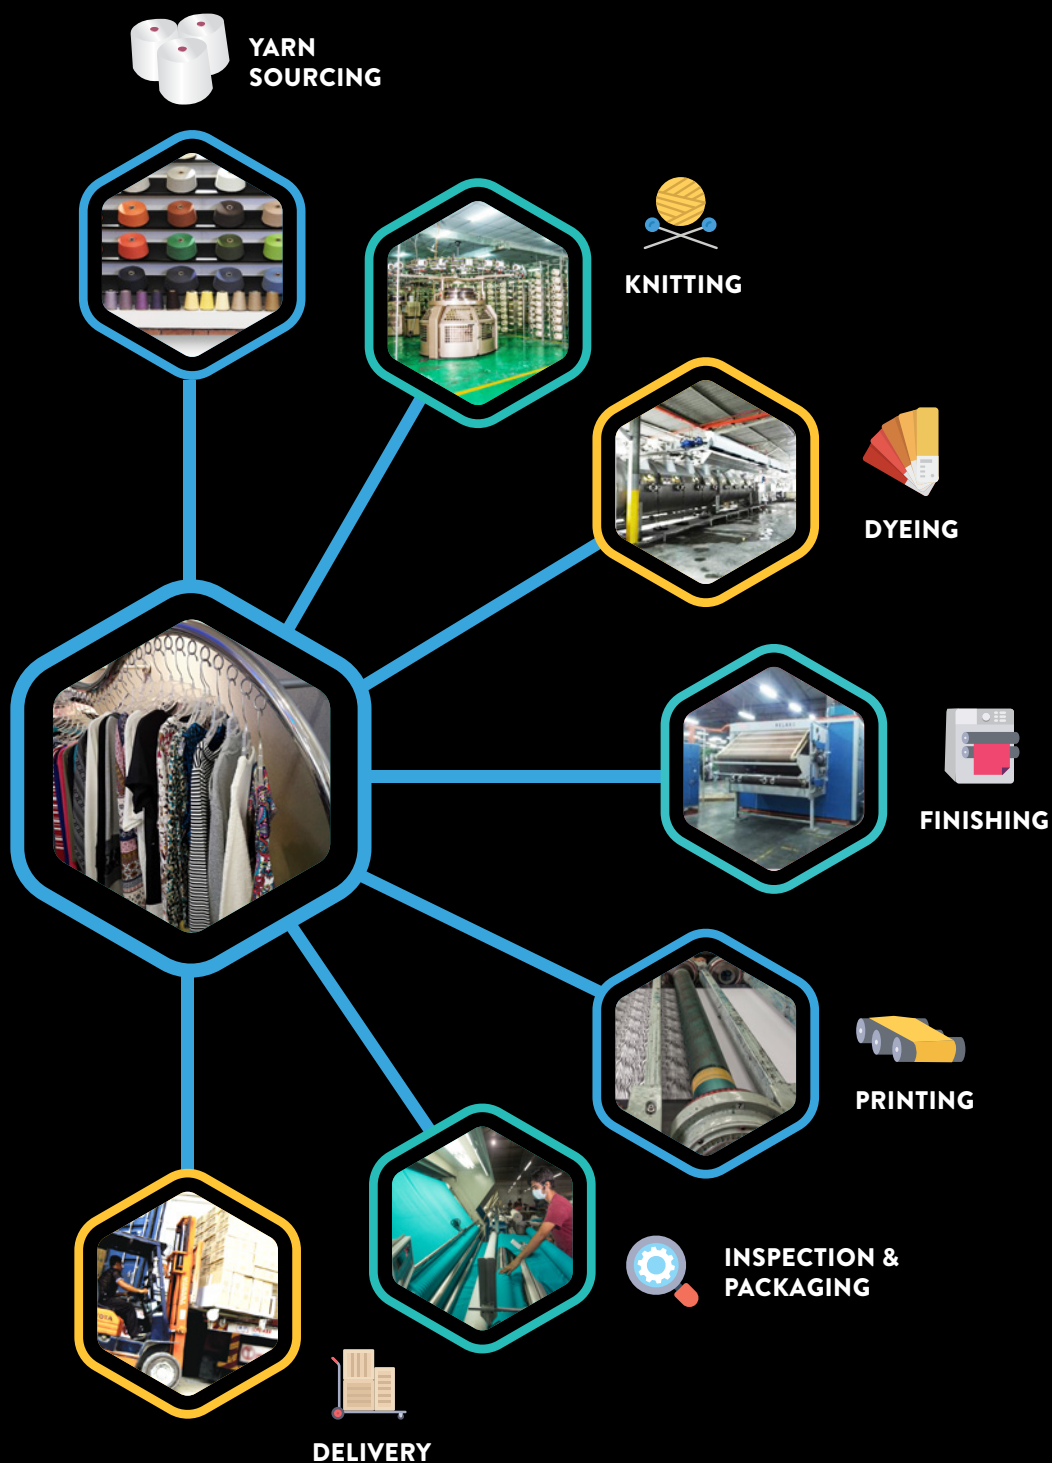 YARN
SOURCING
KNITTING
DYEING
FINISHING
PRINTING
INSPECTION &
PACKAGING
DELIVERY